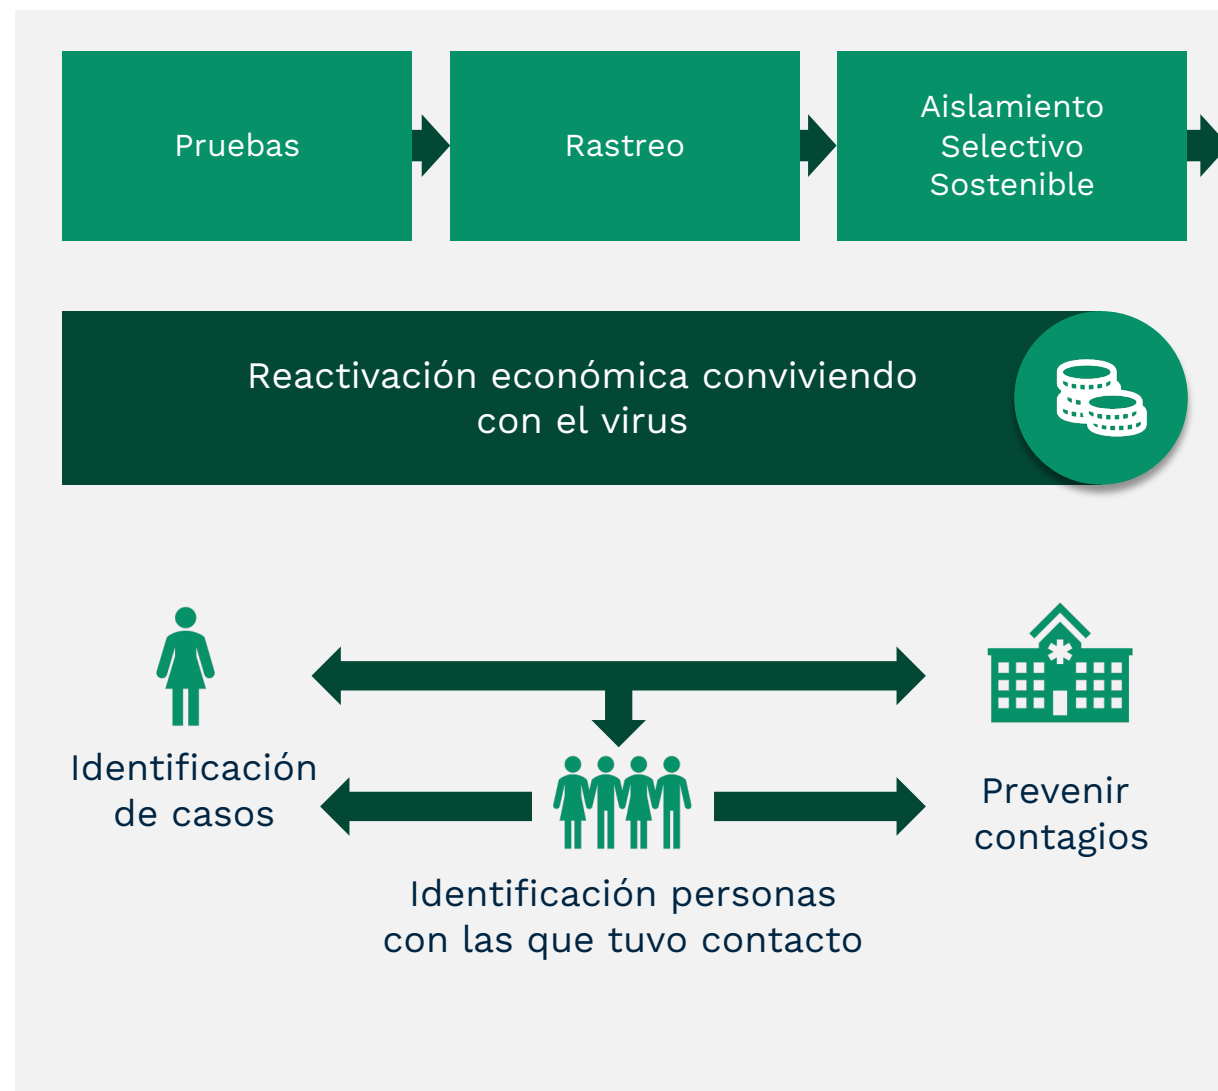 Pruebas
Rastreo
Aislamiento
Selectivo
Sostenible
Reactivación económica conviviendo
con el virus
Identificación
de casos
Prevenir
contagios
Identificación personas
con las que tuvo contacto